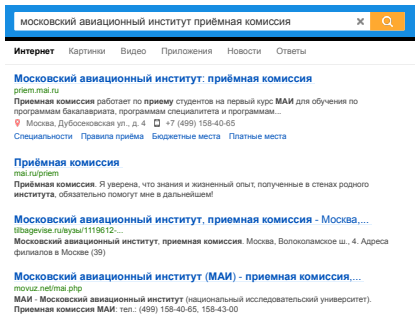 московский авиационный институт приёмная комиссия
Интернет Картинки Видео Приложения Новости Ответы
Московский авиационный институт: приёмная комиссия
priem.mai.ru
Приемная комиссия работает по приему студентов на первый курс МАИ для обучения по
программам бакалавриата, программам специалитета и программам...
Москва, Дубосековская ул., д. 4 +7 (499) 158-40-65
Специальности Правила приёма Бюджетные места Платные места
Приёмная комиссия
mai.ru/priem
Приёмная комиссия. Я уверена, что знания и жизненный опыт, полученные в стенах родного
института, обязательно помогут мне в дальнейшем!
Московский авиационный институт, приемная комиссия - Москва,...
tilbagevise.ru/вузы/1119612-...
Московский авиационный институт, приемная комиссия. Москва, Волоколамское ш., 4. Адреса
филиалов в Москве (39)
Московский авиационный институт (МАИ) - приемная комиссия,...
movuz.net/mai.php
МАИ - Московский авиационный институт (национальный исследовательский университет).
Приемная комиссия МАИ: тел.: (499) 158-40-65, 158-43-00